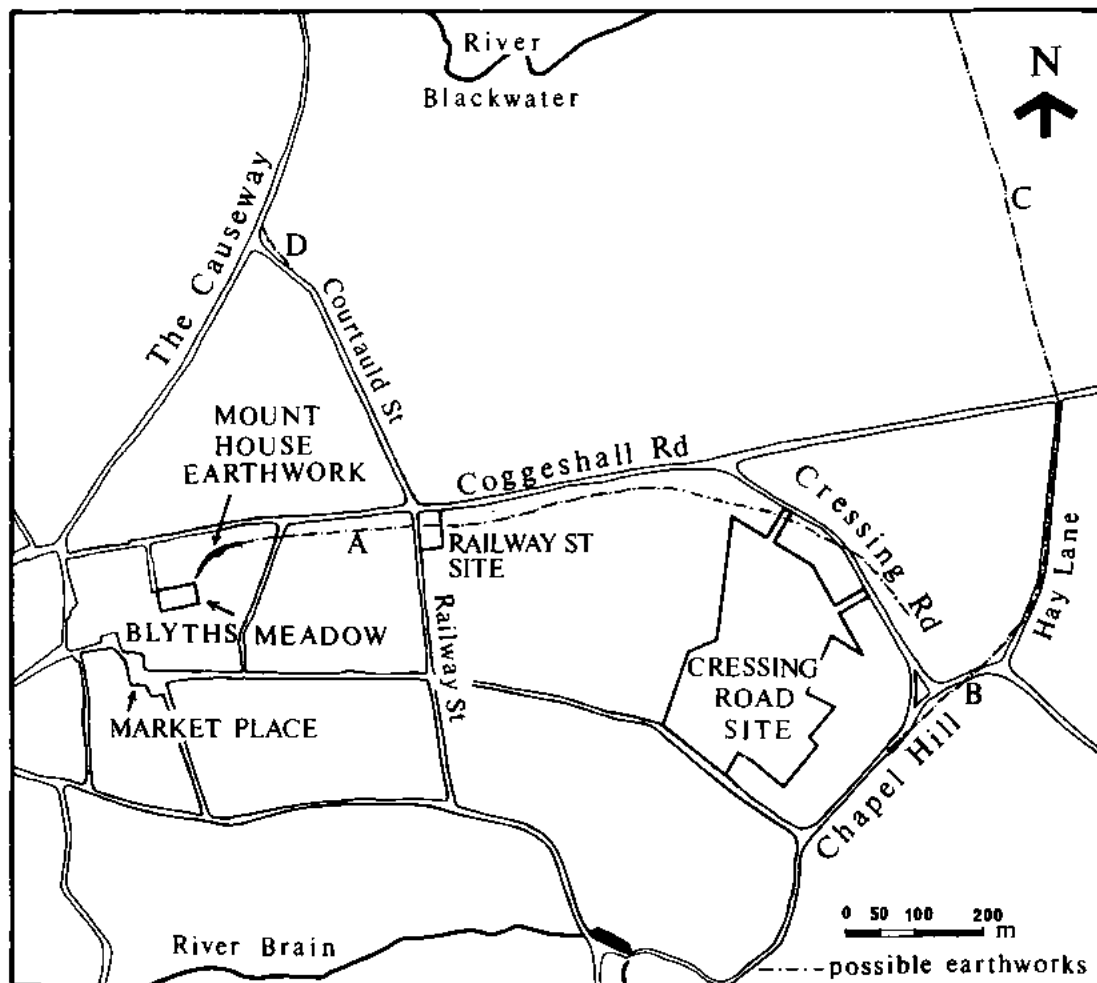 River
Blackwater
N
C
The Causeway
D
Courtauld St
MOUNT
HOUSE
EARTHWORK
Coggeshall Rd
Cressing Rd
A
RAILWAY ST
SITE
Hay Lane
BLYTHS MEADOW
Railway St
CRESSING
ROAD
SITE
B
MARKET PLACE
Chapel Hill
0 50 100 200
m
River Brain
possible earthworks